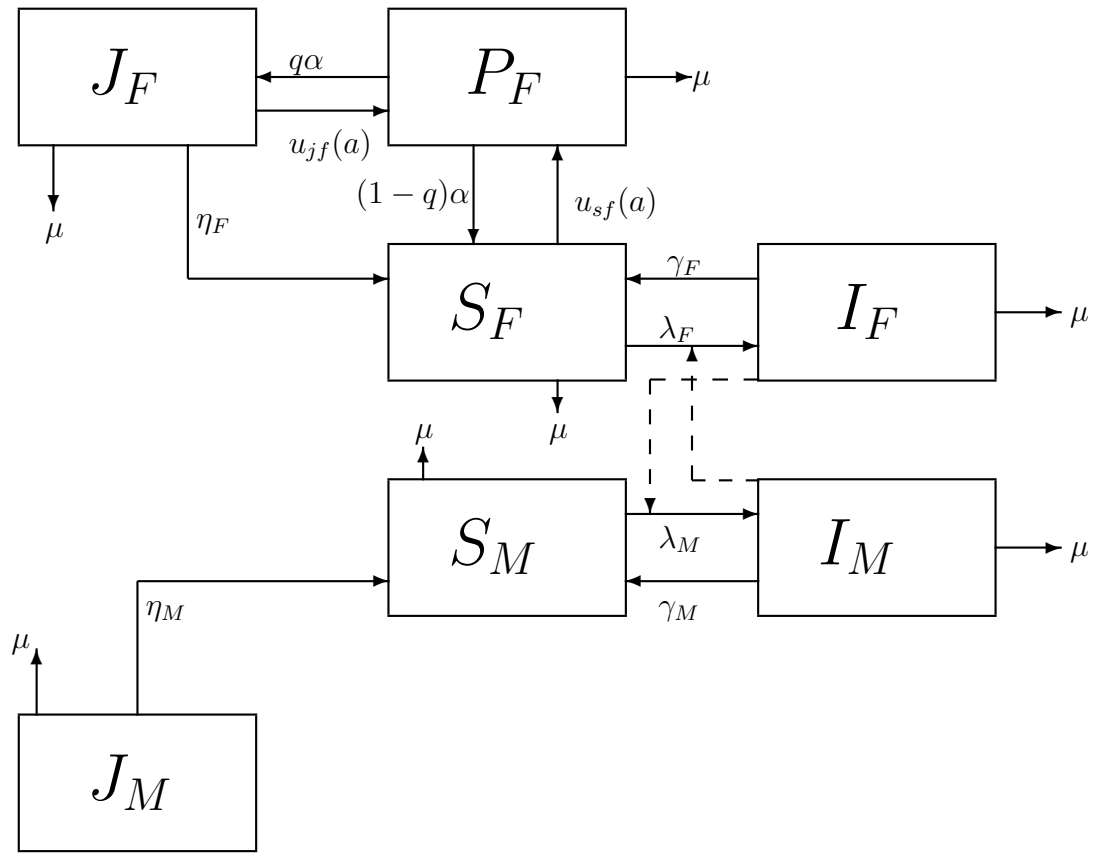 J_F
qα
P_F
μ
u_{jf}(a)
(1 − q)α
u_{sf}(a)
μ
η_F
γ_F
S_F
I_F
μ
λ_F
μ
μ
S_M
I_M
μ
λ_M
η_M
γ_M
μ
J_M